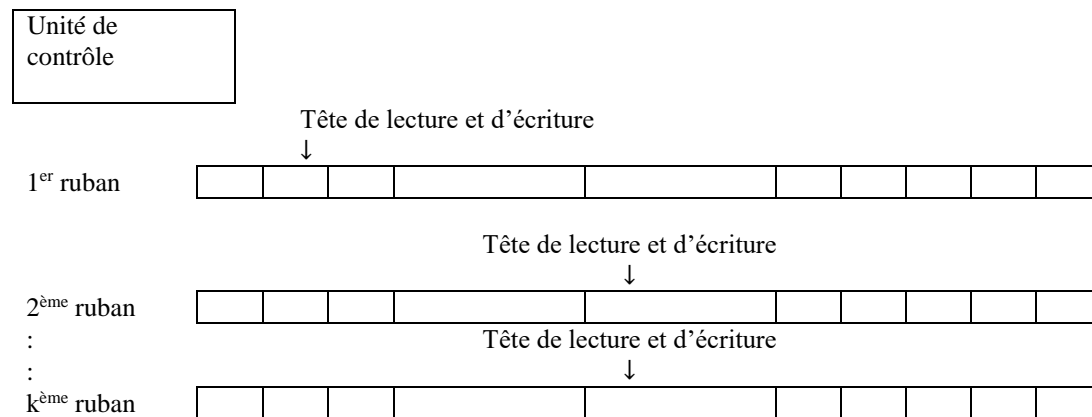 Unité de
contrôle
Tête de lecture et d’écriture
↓
1er ruban
Tête de lecture et d’écriture
↓
2ème ruban
:
Tête de lecture et d’écriture
:
↓
kème ruban